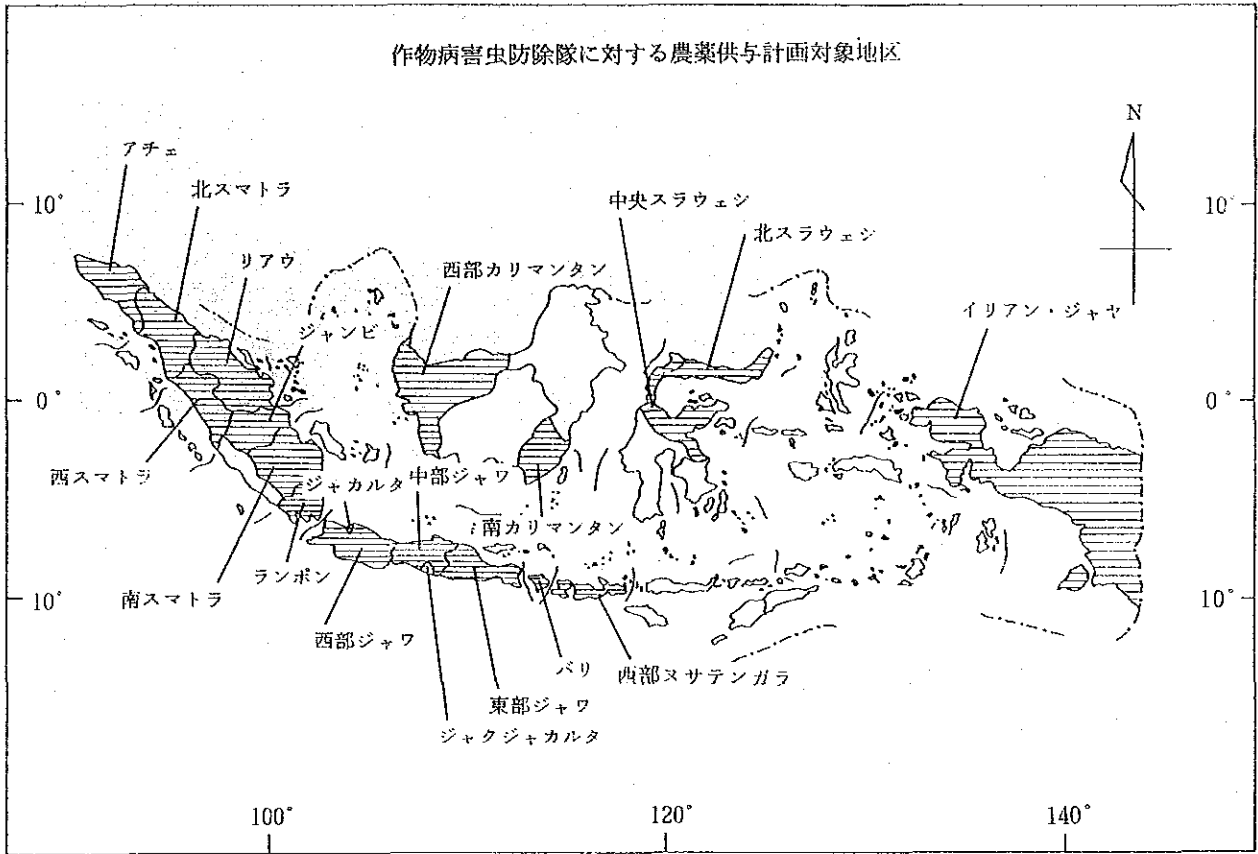 作物病害虫防除隊に対する農薬供与計画対象地区
N
アチェ
北スマトラ
中央スラウェシ
10°
10°
北スラウェシ
リアウ
西部カリマンタン
イリアン・ジャヤ
ジャンビ
0°
0°
西スマトラ
ジャカルタ
中部ジャワ
南カリマンタン
ランポン
南スマトラ
10°
10°
西部ジャワ
バリ
西部ヌサテンガラ
東部ジャワ
ジャクジャカルタ
100°
120°
140°